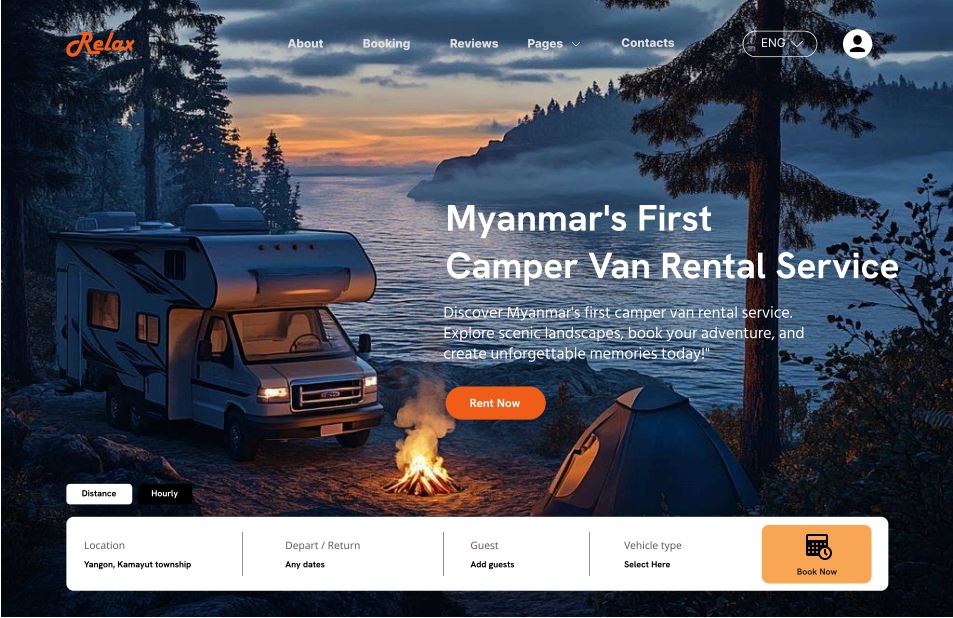 Relax
About
Booking
Reviews
Pages
Contacts
ENG
Myanmar's First
Camper Van Rental Service
Discover Myanmar's first camper van rental service.
Explore scenic landscapes, book your adventure, and
create unforgettable memories today!"
Rent Now
Distance
Hourly
Location
Yangon, Kamayut township
Depart / Return
Any dates
Guest
Add guests
Vehicle type
Select Here
Book Now